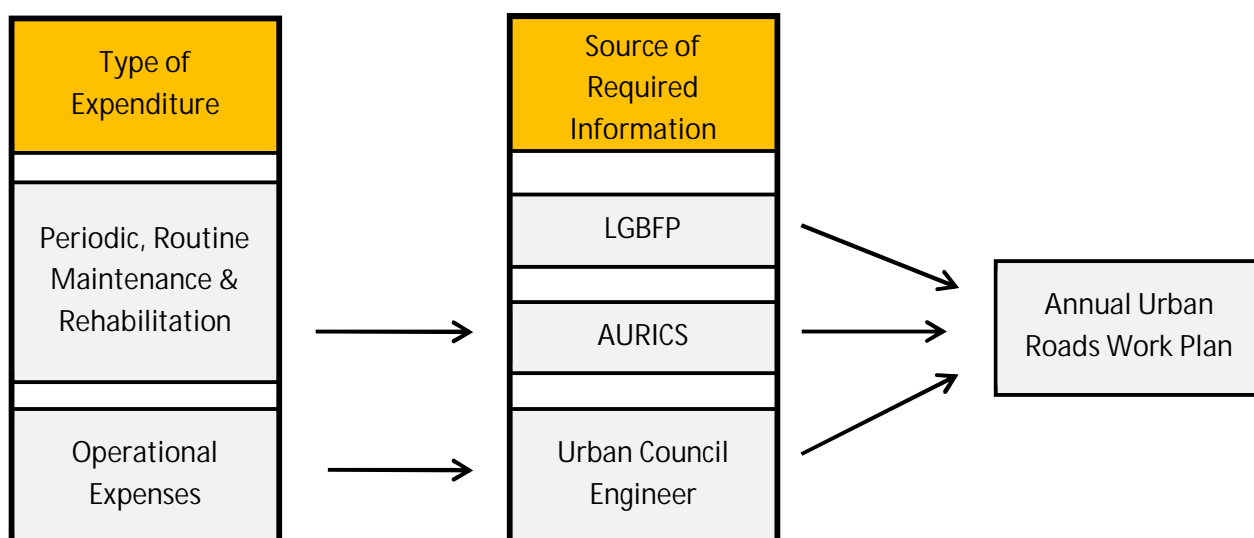 Type of
Expenditure
Periodic, Routine
Maintenance &
Rehabilitation
Operational
Expenses
Source of
Required
Information
LGBFP
AURICS
Urban Council
Engineer
Annual Urban
Roads Work Plan